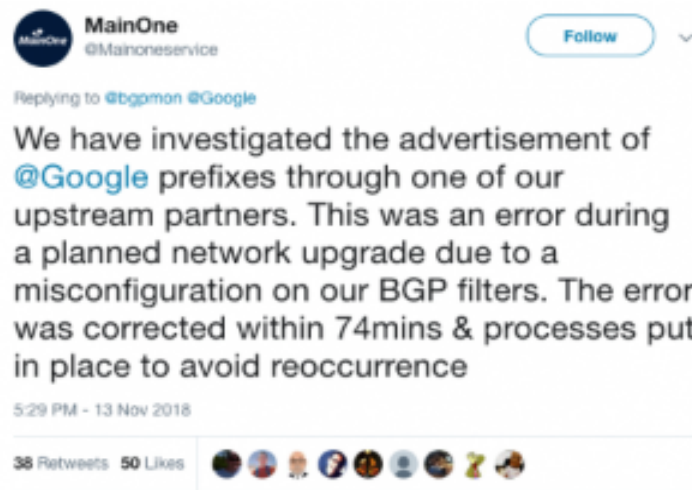 MainOne
MainOne
@Mainoneservice
Follow
Replying to @bgpmon @Google
We have investigated the advertisement of
@Google prefixes through one of our
upstream partners. This was an error during
a planned network upgrade due to a
misconfiguration on our BGP filters. The error
was corrected within 74mins & processes put
in place to avoid reoccurrence
5:29 PM - 13 Nov 2018
38 Retweets 50 Likes